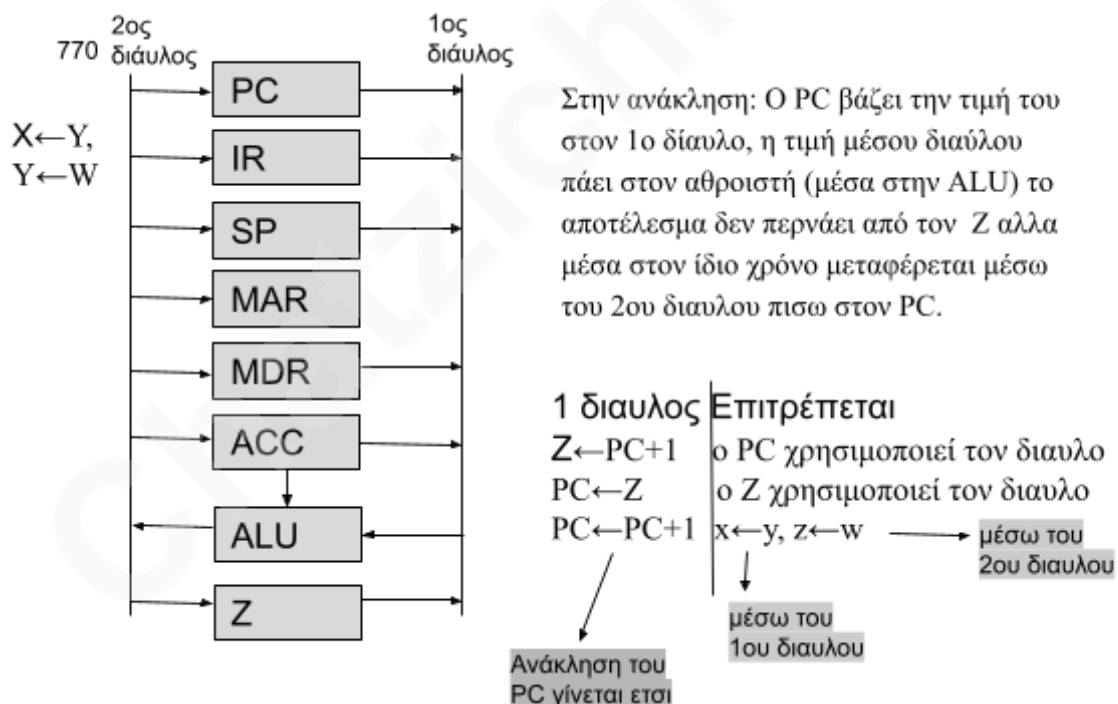 2ος
διάυλος
1ος
διάυλος
770
X←Y,
Y←W
PC
IR
SP
MAR
MDR
ACC
ALU
Z
Στην ανάκληση: Ο PC βάζει την τιμή του
στον 1ο δίαυλο, η τιμή μέσου διαύλου
πάει στον αθροιστή (μέσα στην ALU) το
αποτέλεσμα δεν περνάει από τον Z αλλα
μέσα στον ίδιο χρόνο μεταφέρεται μέσω
του 2ου διαυλου πισω στον PC.
1 διαυλος Επιτρέπεται
Z←PC+1 ο PC χρησιμοποιεί τον διαυλο
PC←Z ο Z χρησιμοποιεί τον διαυλο
PC←PC+1 x←y, z←w
μέσω του
2ου διαυλου
μέσω του
1ου διαυλου
Ανάκληση του
PC γίνεται ετσι